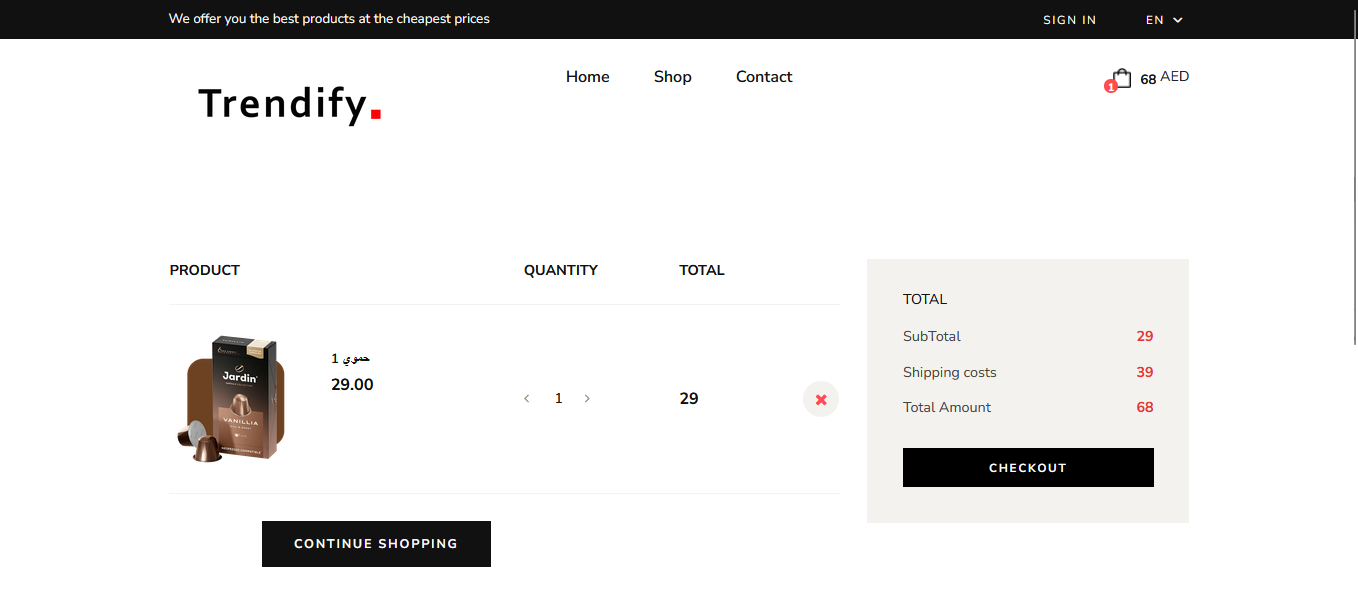 We offer you the best products at the cheapest prices
SIGN IN
EN
Trendify.
Home
Shop
Contact
1
68 AED
PRODUCT
QUANTITY
TOTAL
حموي 1
29.00
Jardin
VANILLIA
1
29
TOTAL
SubTotal 29
Shipping costs 39
Total Amount 68
CHECKOUT
CONTINUE SHOPPING